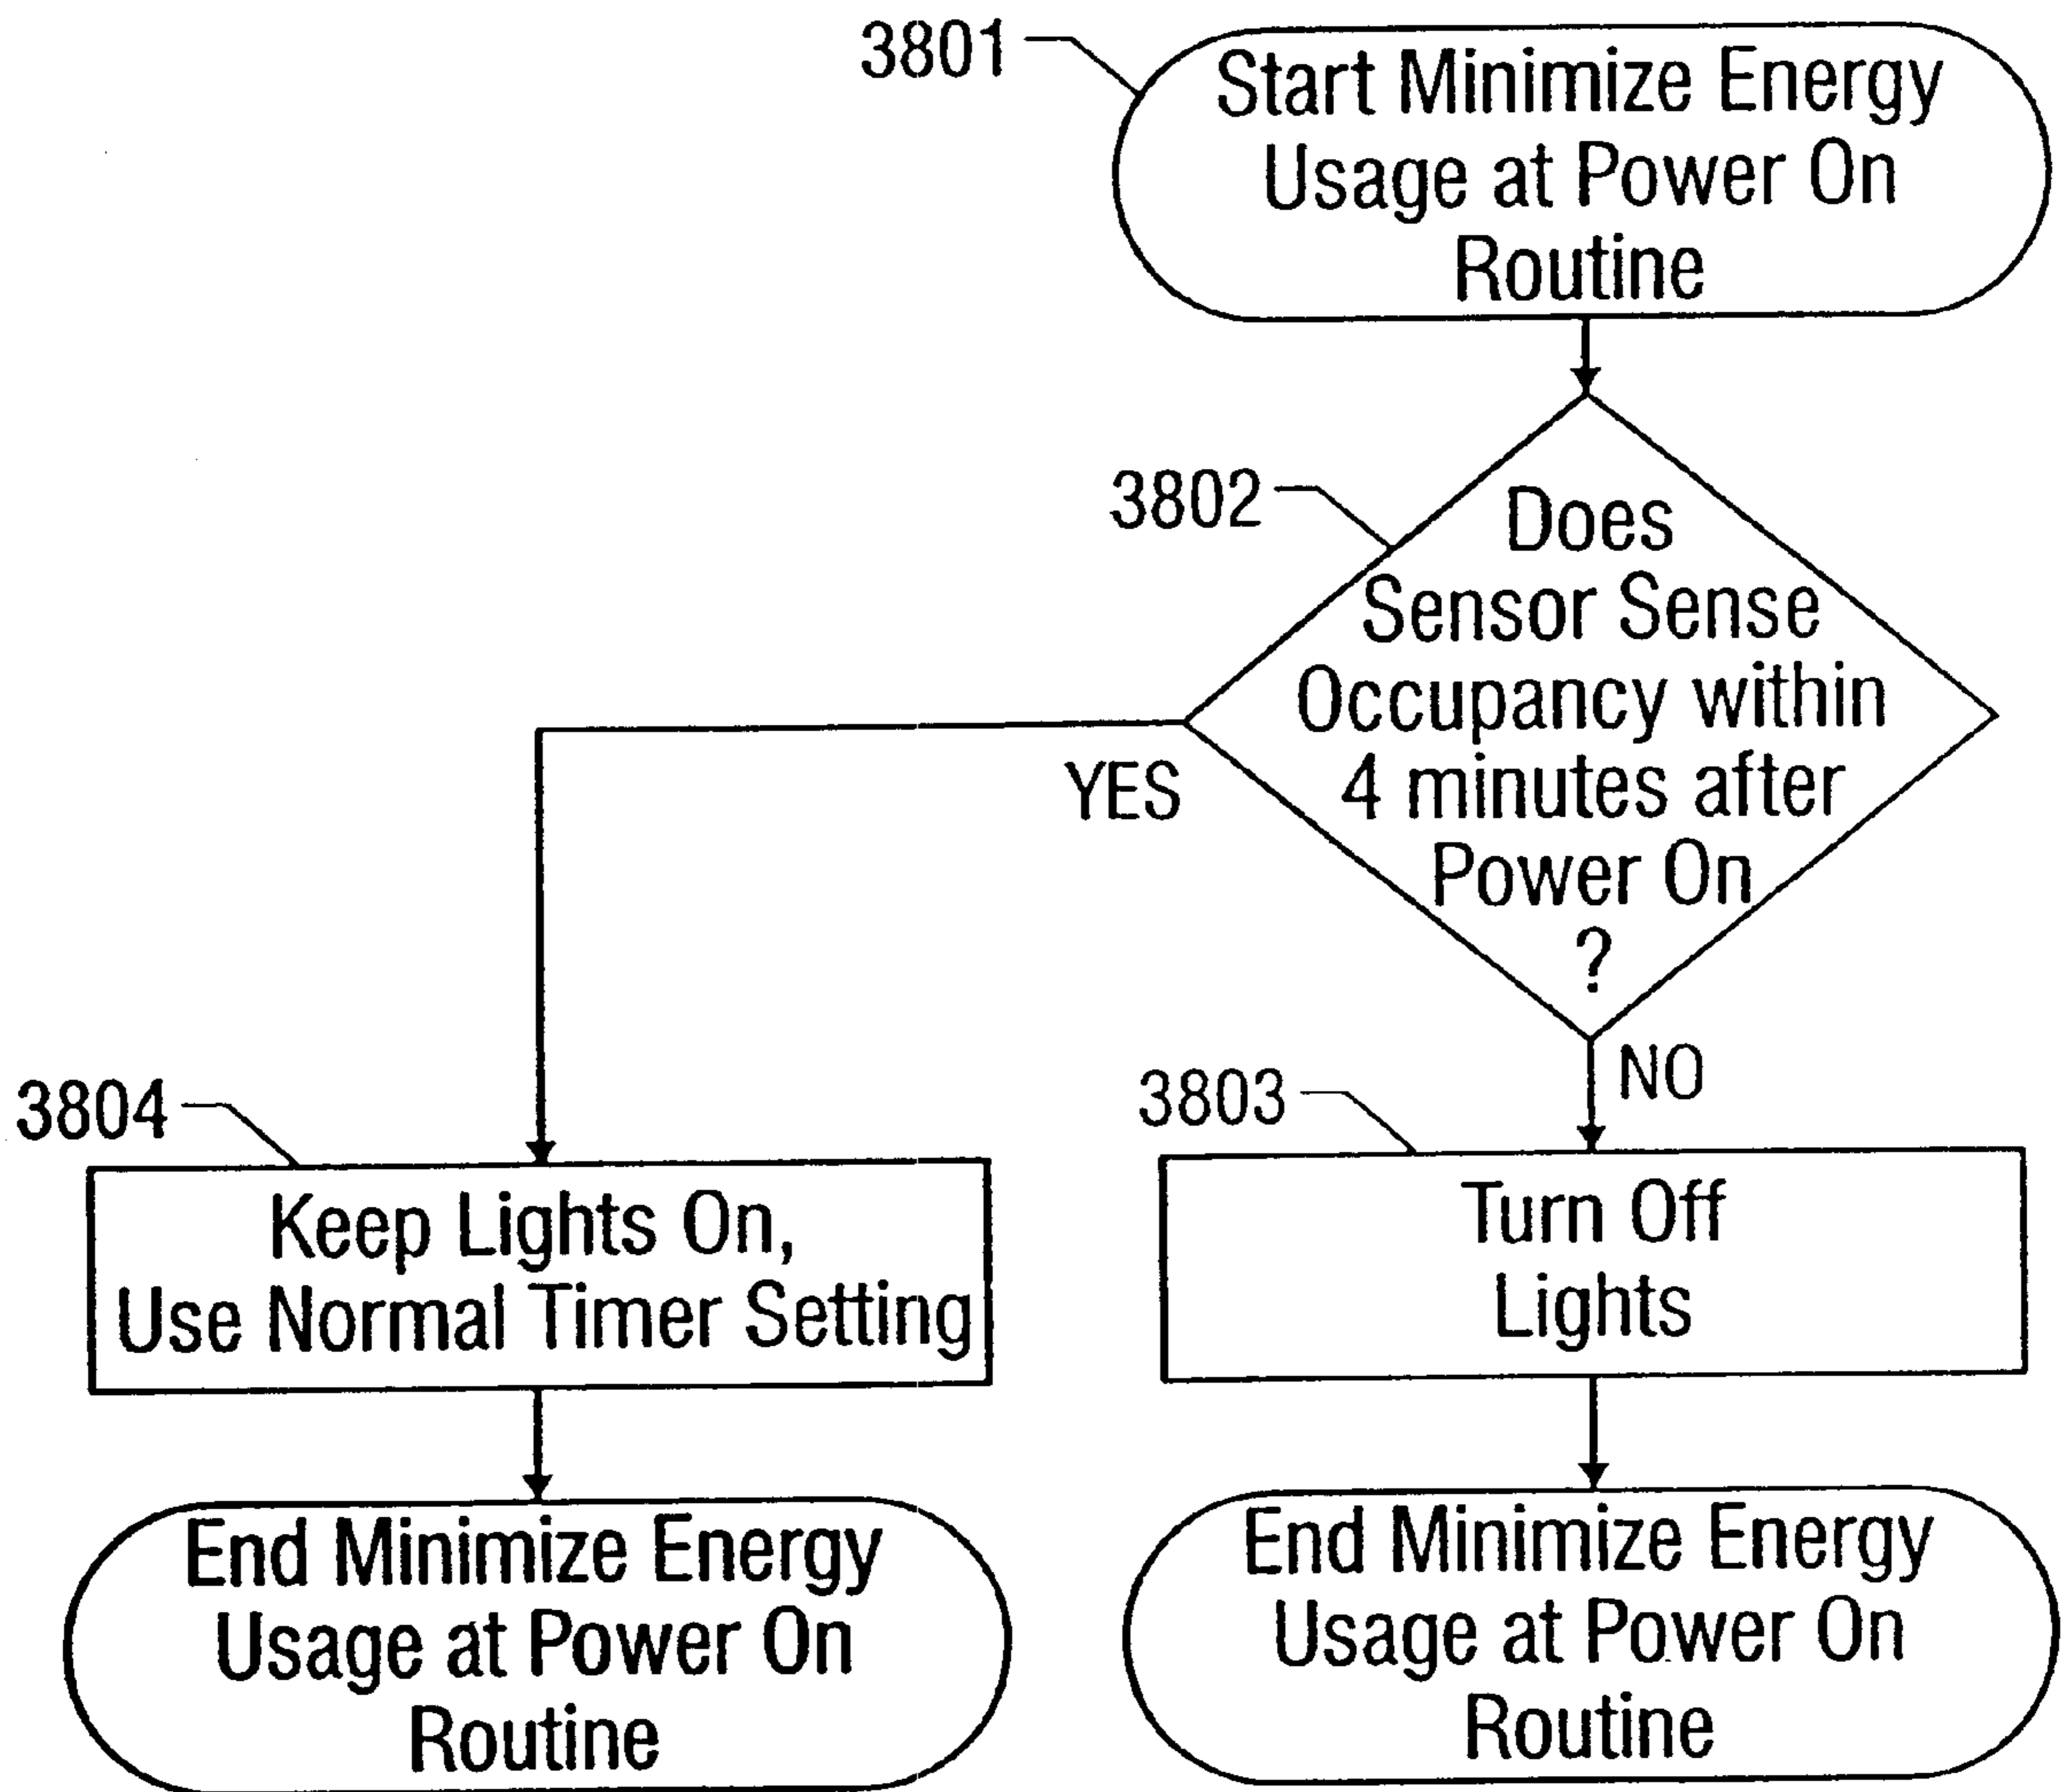 3801
Start Minimize Energy
Usage at Power On
Routine
3802
Does
Sensor Sense
Occupancy within
4 minutes after
Power On
?
YES
NO
3804
Keep Lights On,
Use Normal Timer Setting
3803
Turn Off
Lights
End Minimize Energy
Usage at Power On
Routine
End Minimize Energy
Usage at Power On
Routine